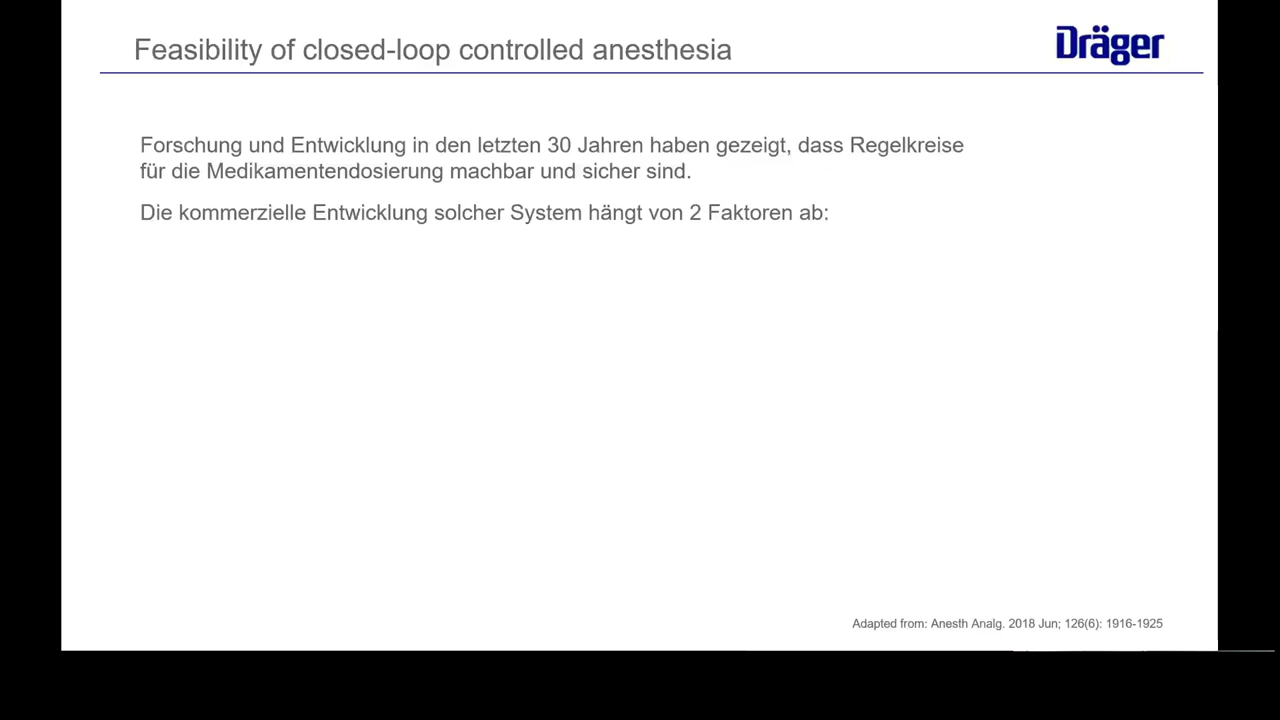 Feasibility of closed-loop controlled anesthesia
Dräger
Forschung und Entwicklung in den letzten 30 Jahren haben gezeigt, dass Regelkreise
für die Medikamentendosierung machbar und sicher sind.
Die kommerzielle Entwicklung solcher System hängt von 2 Faktoren ab:
Adapted from: Anesth Analg. 2018 Jun; 126(6): 1916-1925